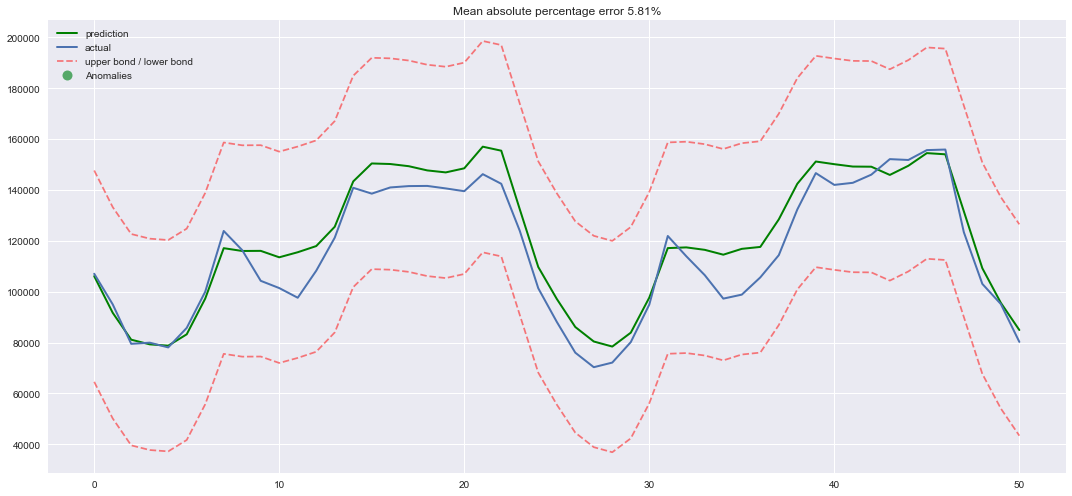 Mean absolute percentage error 5.81%
prediction
actual
upper bond / lower bond
Anomalies
200000
180000
160000
140000
120000
100000
80000
60000
40000
0 10 20 30 40 50